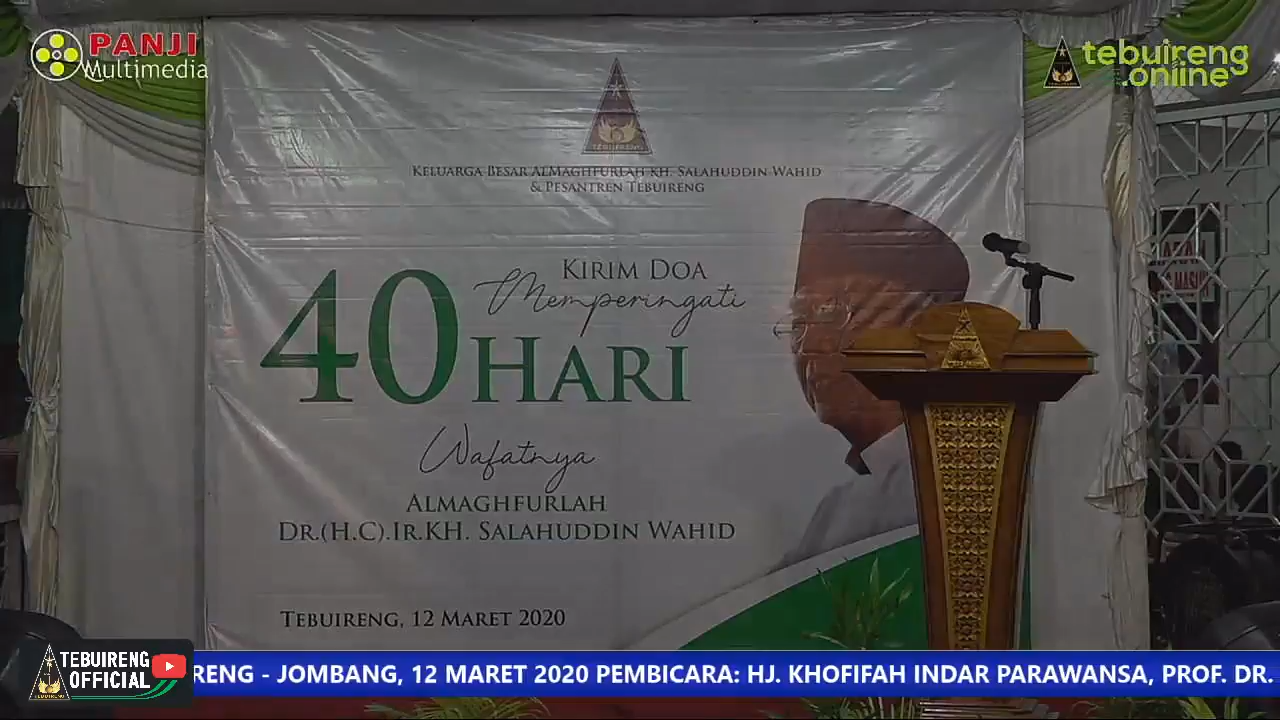 PANJI
Multimedia
tebuireng
.online
TEBUIRENG
KELUARGA BESAR ALMAGHFURLAH KH. SALAHUDDIN WAHID
& PESANTREN TEBUIRENG
KIRIM DOA
Memperingati
40 HARI
Wafatnya
ALMAGHFURLAH
DR.(H.C).IR.KH. SALAHUDDIN WAHID
TEBUIRENG, 12 MARET 2020
TEBUIRENG
OFFICIAL
RENG - JOMBANG, 12 MARET 2020 PEMBICARA: HJ. KHOFIFAH INDAR PARAWANSA, PROF. DR.